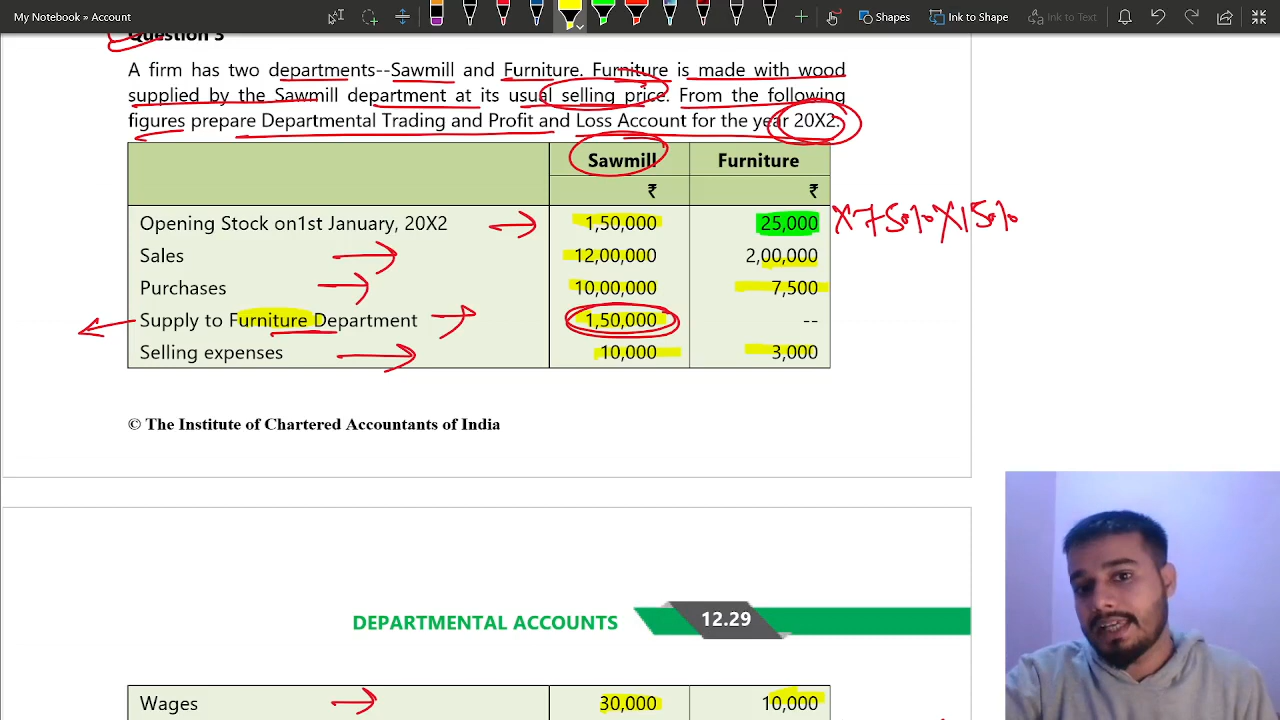 My Notebook » Account
Shapes
Ink to Shape
Ink to Text
Question 3
A firm has two departments--Sawmill and Furniture. Furniture is made with wood
supplied by the Sawmill department at its usual selling price. From the following
figures prepare Departmental Trading and Profit and Loss Account for the year 20X2.
Sawmill Furniture
₹ ₹
Opening Stock on1st January, 20X2 1,50,000 25,000 X75%X15%
Sales 12,00,000 2,00,000
Purchases 10,00,000 7,500
Supply to Furniture Department 1,50,000 --
Selling expenses 10,000 3,000
© The Institute of Chartered Accountants of India
DEPARTMENTAL ACCOUNTS 12.29
Wages 30,000 10,000